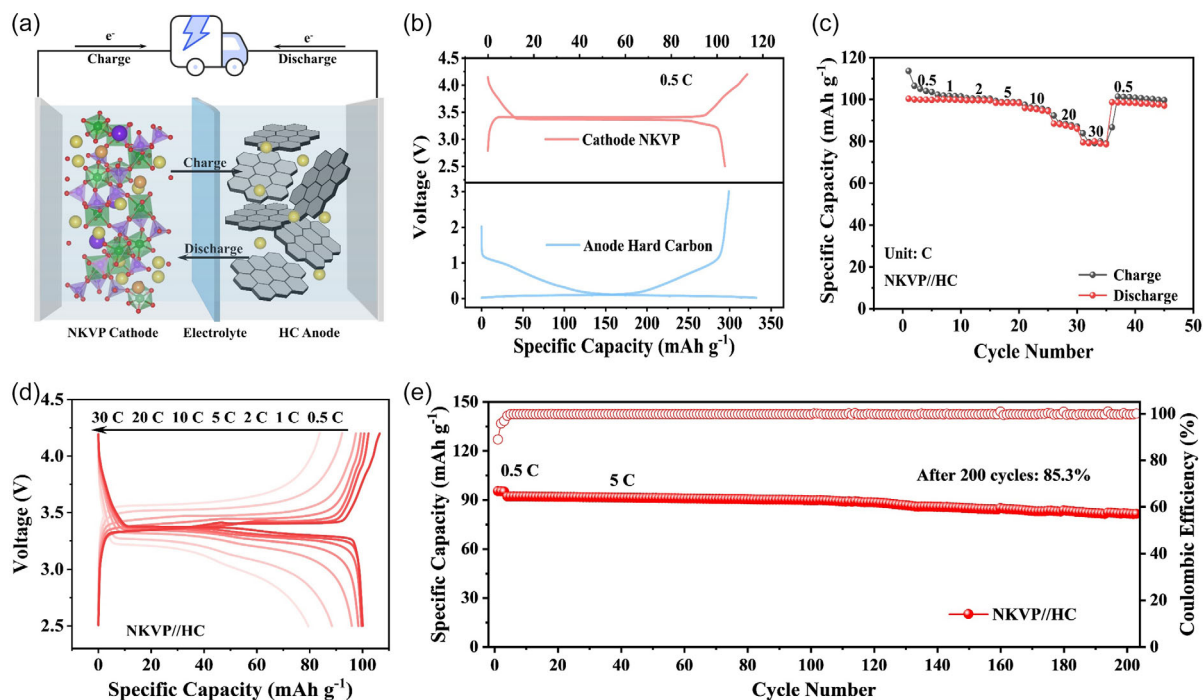 (a)
e-
Charge
e-
Discharge
Charge
Discharge
NKVP Cathode
Electrolyte
HC Anode
(b)
0 20 40 60 80 100 120
4.5
4.0
3.5
3.0
2.5
0.5 C
Cathode NKVP
3
2
1
0
Anode Hard Carbon
Voltage (V)
0 50 100 150 200 250 300 350
Specific Capacity (mAh g-1)
(c)
120
100
80
60
40
20
0
0.5 1 2 5 10 20 30 0.5
Unit: C
NKVP//HC
Charge
Discharge
Specific Capacity (mAh g-1)
0 10 20 30 40 50
Cycle Number
(d)
4.5
4.0
3.5
3.0
2.5
30 C 20 C 10 C 5 C 2 C 1 C 0.5 C
NKVP//HC
Voltage (V)
0 20 40 60 80 100
Specific Capacity (mAh g-1)
(e)
150
120
90
60
30
0
0.5 C
5 C
After 200 cycles: 85.3%
NKVP//HC
Specific Capacity (mAh g-1)
100
80
60
40
20
0
Coulombic Efficiency (%)
0 20 40 60 80 100 120 140 160 180 200
Cycle Number